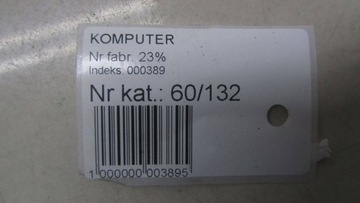 KOMPUTER
Nr fabr. 23%
Indeks: 000389
Nr kat.: 60/132
1 000000 003895